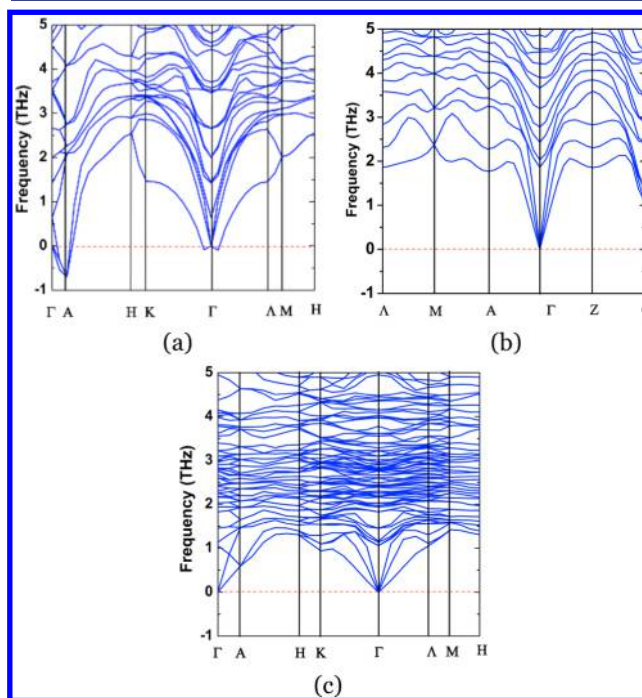 Frequency (THz)
5
4
3
2
1
0
-1
Γ A H K Γ Λ M H
(a)
Frequency (THz)
5
4
3
2
1
0
-1
Λ M A Γ Z
(b)
Frequency (THz)
5
4
3
2
1
0
-1
Γ A H K Γ Λ M H
(c)